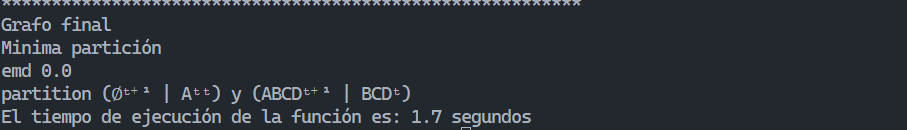 **********************************************************
Grafo final
Minima partición
emd 0.0
partition (Øᵗ⁺¹ | Aᵗᵗ) y (ABCDᵗ⁺¹ | BCDᵗ)
El tiempo de ejecución de la función es: 1.7 segundos